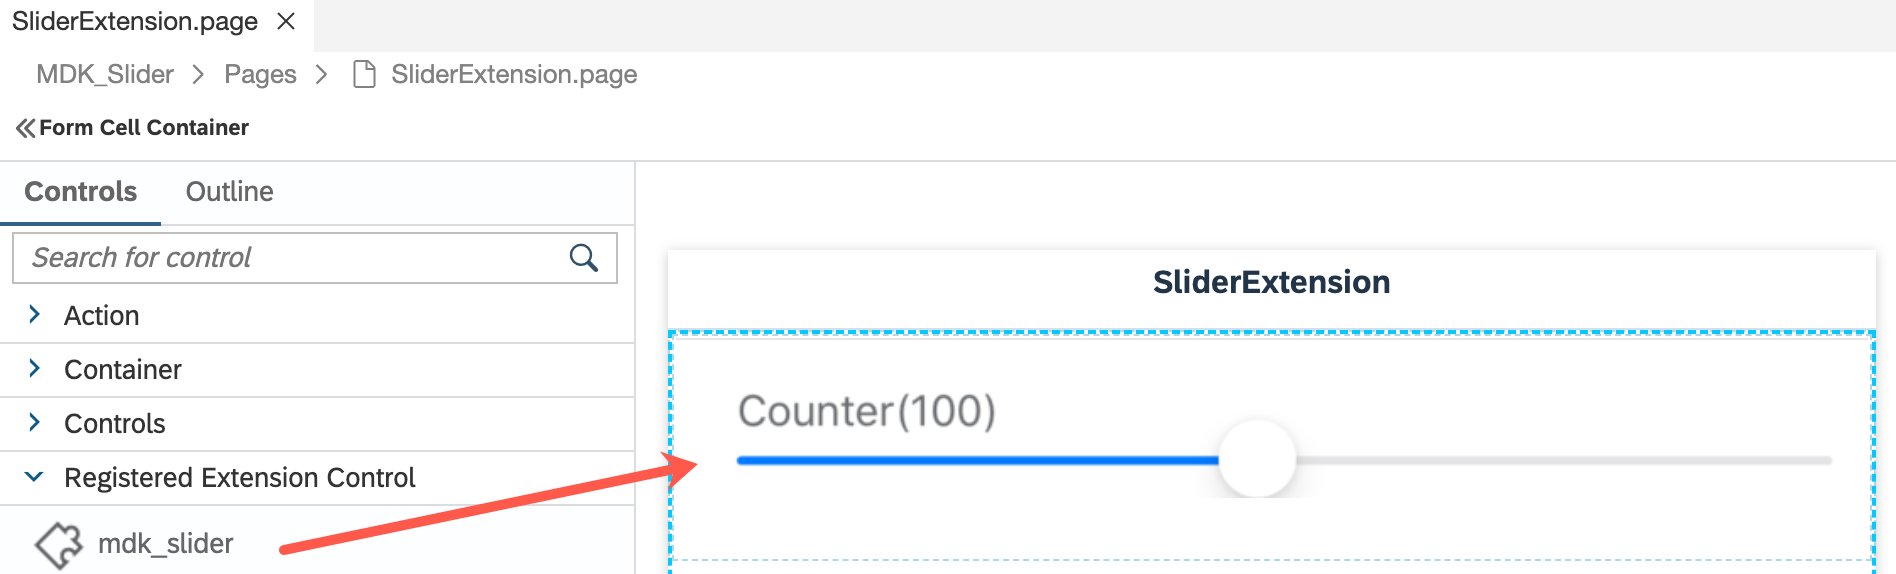 SliderExtension.page
MDK_Slider Pages SliderExtension.page
Form Cell Container
Controls Outline
Search for control
Action
Container
Controls
Registered Extension Control
mdk_slider
SliderExtension
Counter(100)